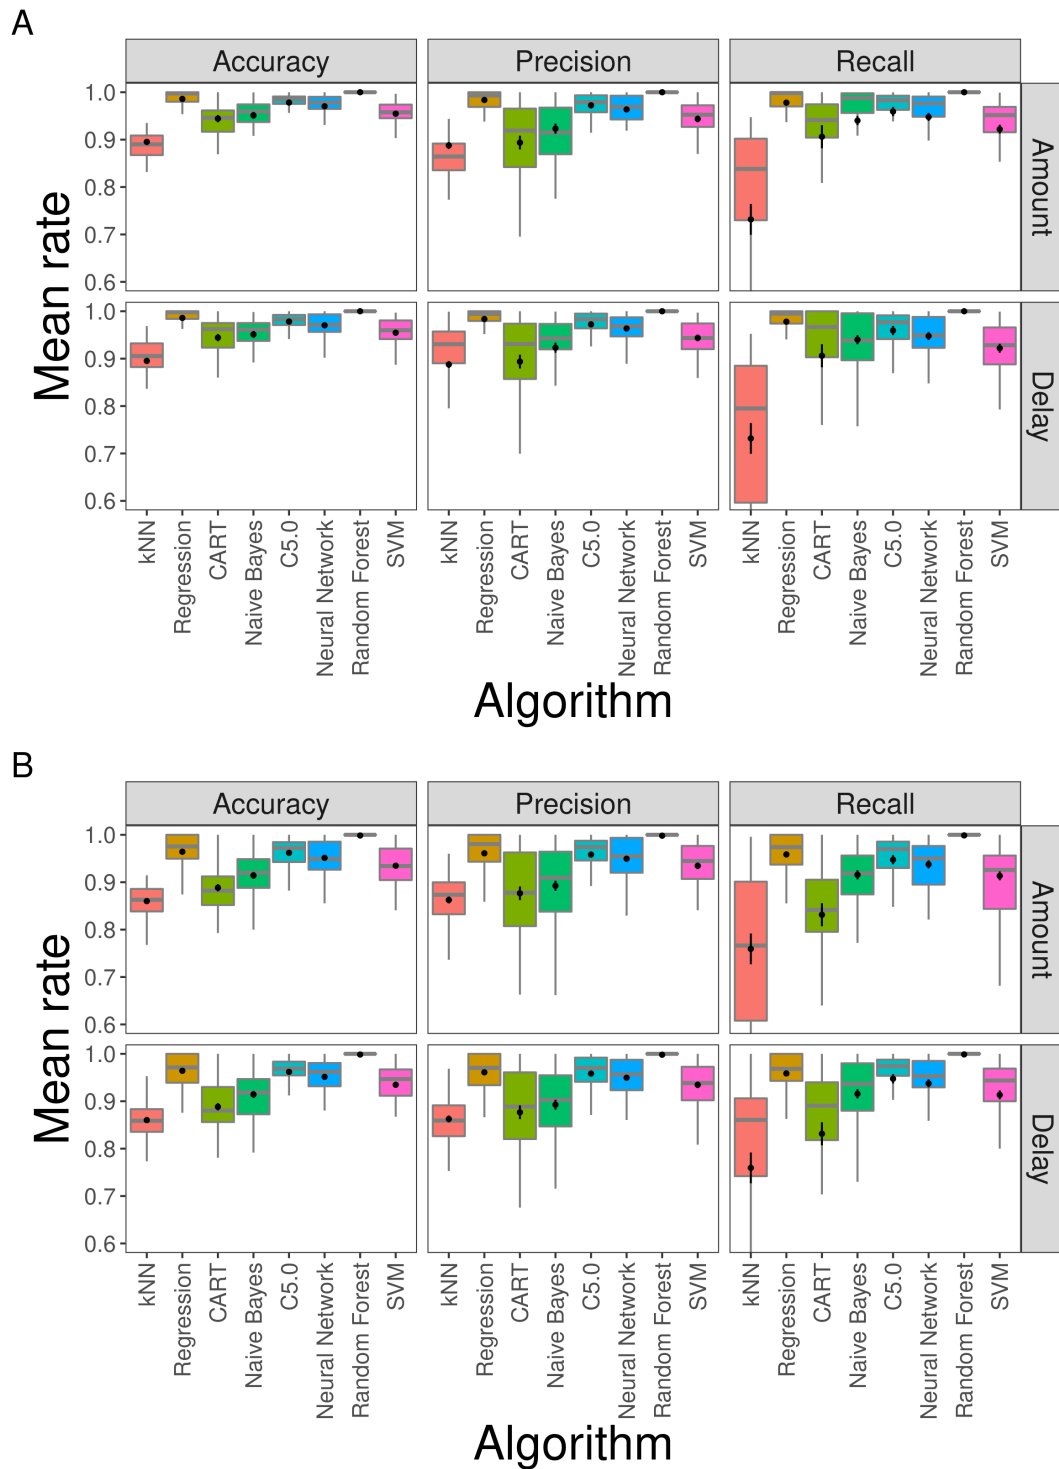 A
Accuracy Precision Recall
Mean rate
1.0
0.9
0.8
0.7
0.6
Amount
1.0
0.9
0.8
0.7
0.6
Delay
kNN Regression CART Naive Bayes C5.0 Neural Network Random Forest SVM kNN Regression CART Naive Bayes C5.0 Neural Network Random Forest SVM kNN Regression CART Naive Bayes C5.0 Neural Network Random Forest SVM
Algorithm
B
Accuracy Precision Recall
Mean rate
1.0
0.9
0.8
0.7
0.6
Amount
1.0
0.9
0.8
0.7
0.6
Delay
kNN Regression CART Naive Bayes C5.0 Neural Network Random Forest SVM kNN Regression CART Naive Bayes C5.0 Neural Network Random Forest SVM kNN Regression CART Naive Bayes C5.0 Neural Network Random Forest SVM
Algorithm